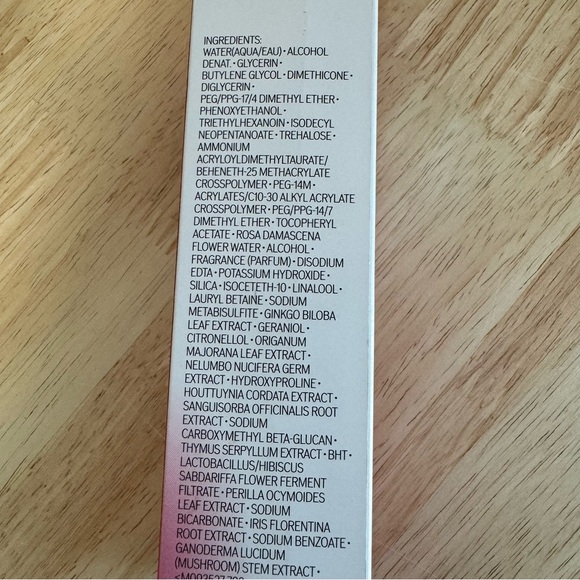 INGREDIENTS:
WATER(AQUA/EAU)•ALCOHOL
DENAT.•GLYCERIN•
BUTYLENE GLYCOL•DIMETHICONE•
DIGLYCERIN•
PEG/PPG-17/4 DIMETHYL ETHER•
PHENOXYETHANOL•
TRIETHYLHEXANOIN•ISODECYL
NEOPENTANOATE•TREHALOSE•
AMMONIUM
ACRYLOYLDIMETHYLTAURATE/
BEHENETH-25 METHACRYLATE
CROSSPOLYMER•PEG-14M•
ACRYLATES/C10-30 ALKYL ACRYLATE
CROSSPOLYMER•PEG/PPG-14/7
DIMETHYL ETHER•TOCOPHERYL
ACETATE•ROSA DAMASCENA
FLOWER WATER•ALCOHOL•
FRAGRANCE (PARFUM)•DISODIUM
EDTA•POTASSIUM HYDROXIDE•
SILICA•ISOCETETH-10•LINALOOL•
LAURYL BETAINE•SODIUM
METABISULFITE•GINKGO BILOBA
LEAF EXTRACT•GERANIOL•
CITRONELLOL•ORIGANUM
MAJORANA LEAF EXTRACT•
NELUMBO NUCIFERA GERM
EXTRACT•HYDROXYPROLINE•
HOUTTUYNIA CORDATA EXTRACT•
SANGUISORBA OFFICINALIS ROOT
EXTRACT•SODIUM
CARBOXYMETHYL BETA-GLUCAN•
THYMUS SERPYLLUM EXTRACT•BHT•
LACTOBACILLUS/HIBISCUS
SABDARIFFA FLOWER FERMENT
FILTRATE•PERILLA OCYMOIDES
LEAF EXTRACT•SODIUM
BICARBONATE•IRIS FLORENTINA
ROOT EXTRACT•SODIUM BENZOATE•
GANODERMA LUCIDUM
(MUSHROOM) STEM EXTRACT•